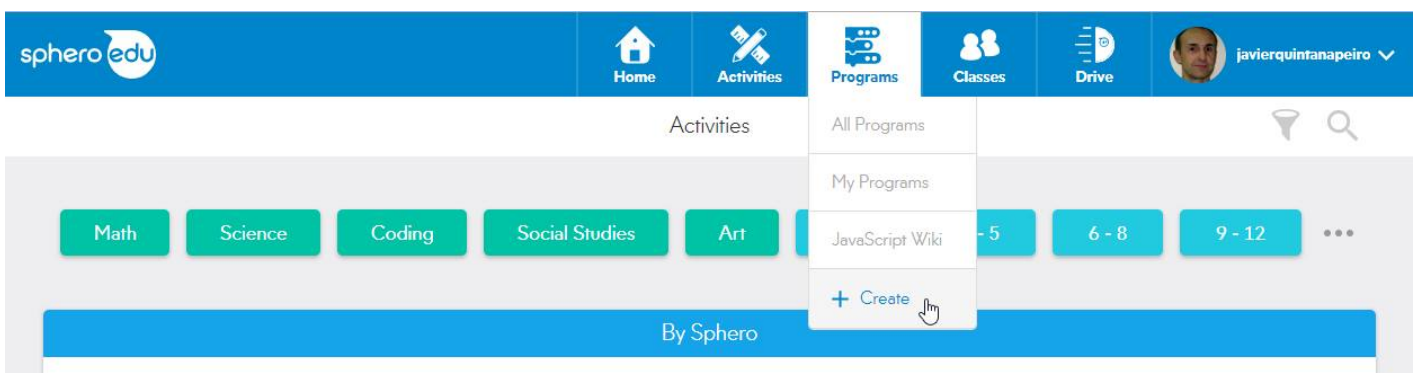 sphero edu
Home
Activities
Programs
Classes
Drive
javierquintanapeiro
Activities
All Programs
My Programs
JavaScript Wiki
+ Create
Math
Science
Coding
Social Studies
Art
- 5
6 - 8
9 - 12
By Sphero